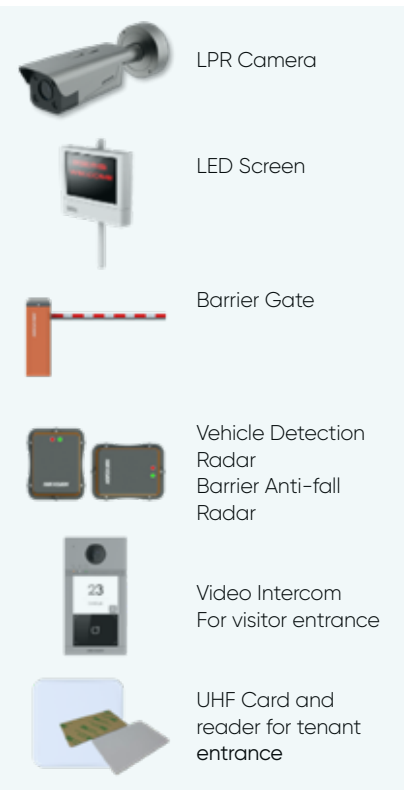 LPR Camera
LED Screen
Barrier Gate
Vehicle Detection
Radar
Barrier Anti-fall
Radar
23
Video Intercom
For visitor entrance
UHF Card and
reader for tenant
entrance